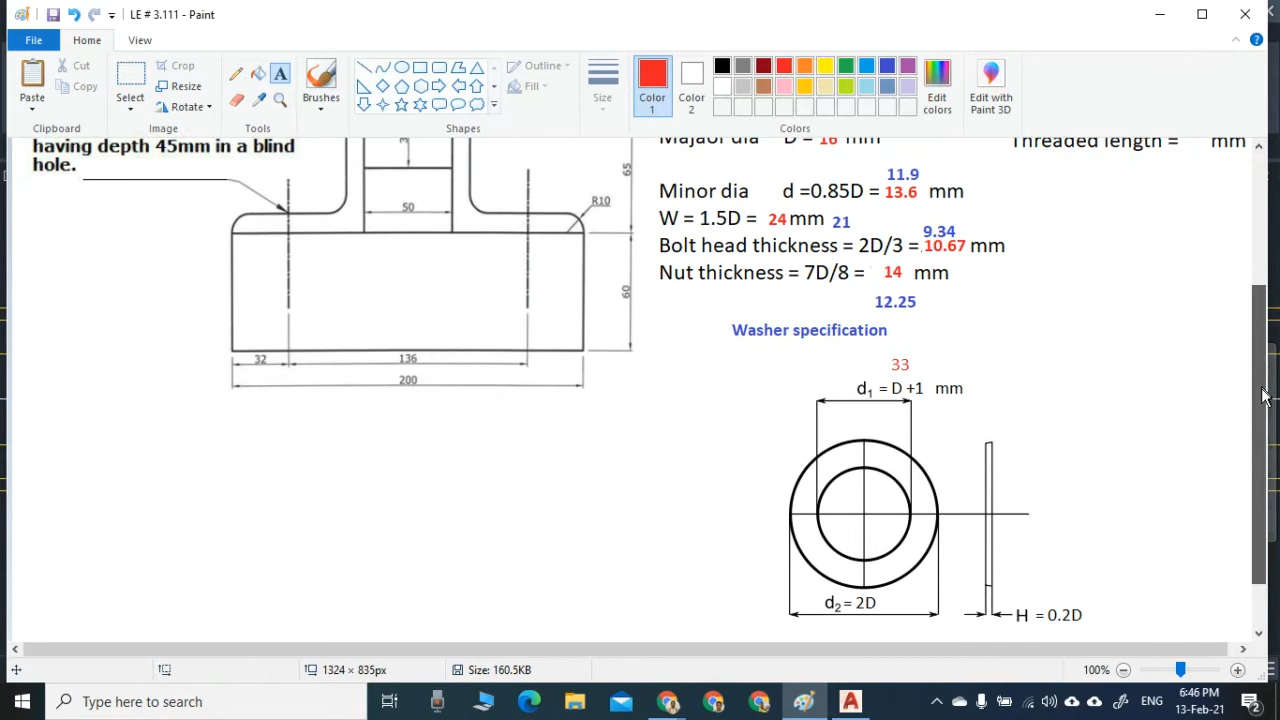 LE # 3.111 - Paint
File
Home
View
Paste
Cut
Copy
Clipboard
Select
Crop
Resize
Rotate
Image
A
Tools
Brushes
Outline
Fill
Shapes
Size
Color 1
Color 2
Edit colors
Colors
Edit with Paint 3D
having depth 45mm in a blind
hole.
3
65
50
R10
60
32
136
200
Majaor dia D = 16 mm
Threaded length = mm
11.9
Minor dia d =0.85D = 13.6 mm
W = 1.5D = 24 mm 21
9.34
Bolt head thickness = 2D/3 = 10.67 mm
Nut thickness = 7D/8 = 14 mm
12.25
Washer specification
33
d1 = D +1 mm
d2 = 2D
H = 0.2D
1324 × 835px
Size: 160.5KB
100%
Type here to search
ENG
6:46 PM
13-Feb-21
2